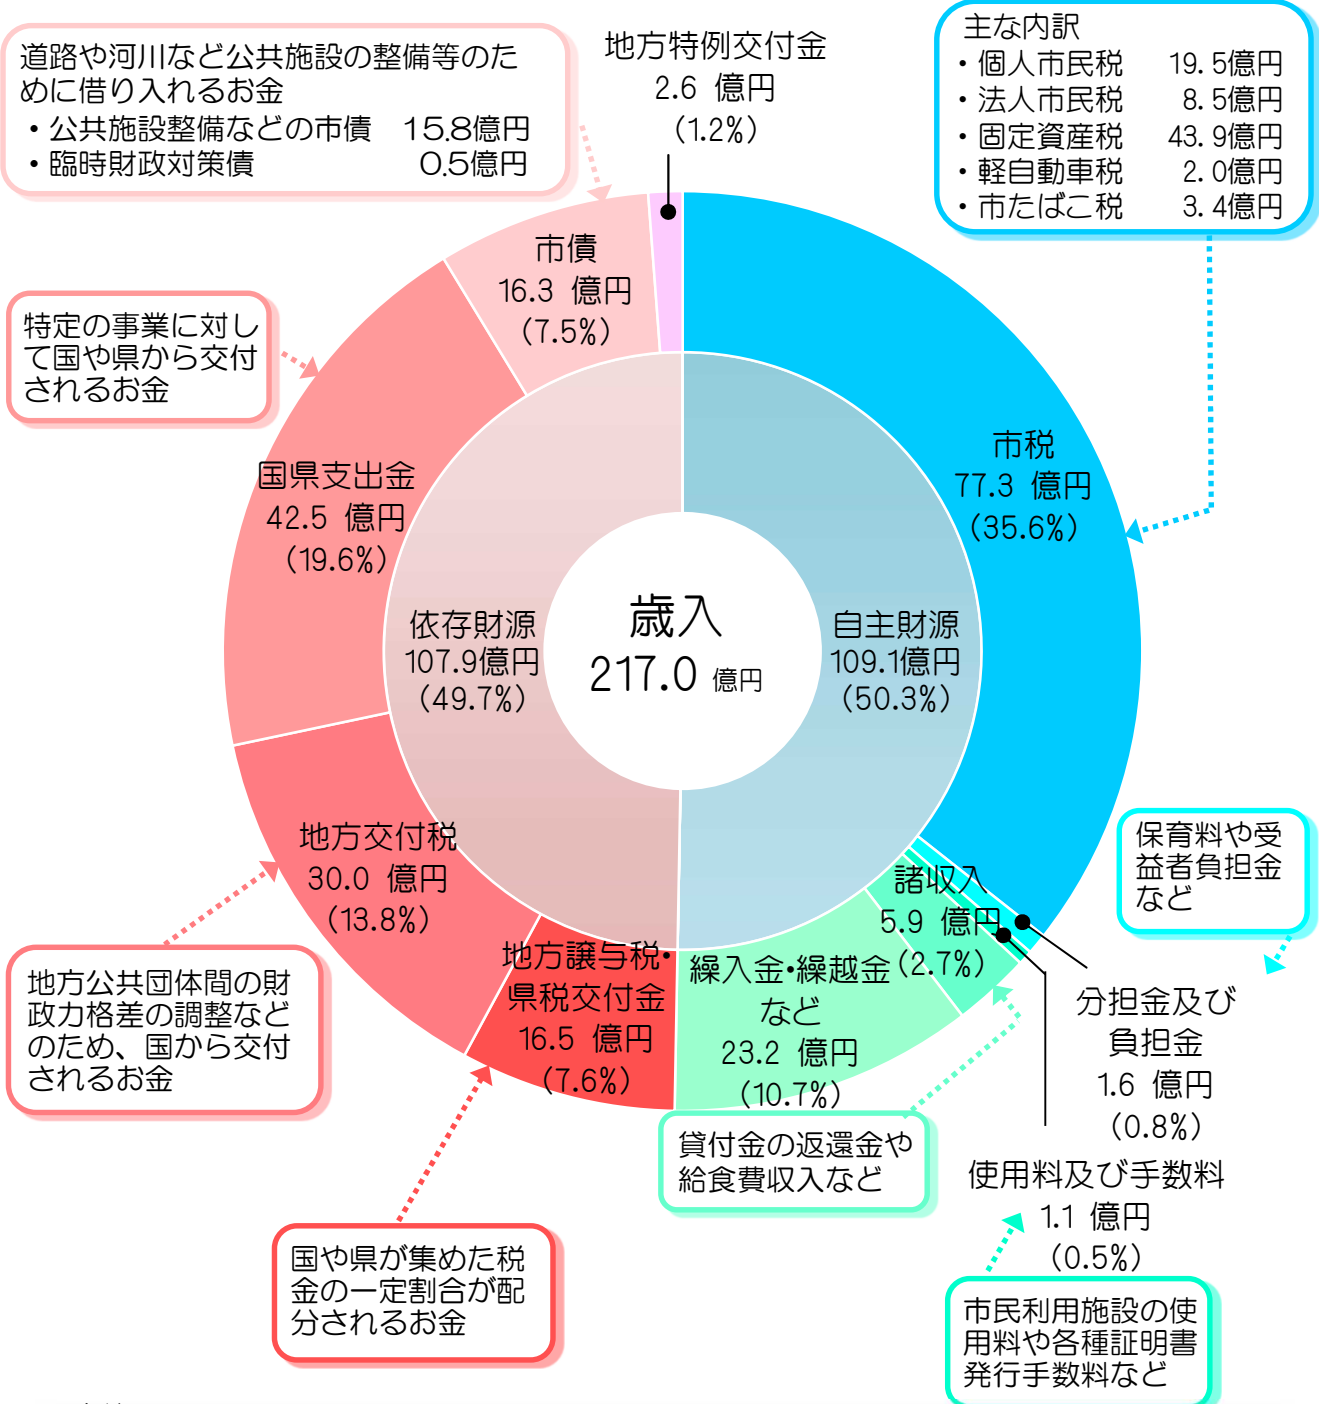 道路や河川など公共施設の整備等のた
めに借り入れるお金
・公共施設整備などの市債 15.8億円
・臨時財政対策債 0.5億円
地方特例交付金
2.6 億円
(1.2%)
主な内訳
・個人市民税 19.5億円
・法人市民税 8.5億円
・固定資産税 43.9億円
・軽自動車税 2.0億円
・市たばこ税 3.4億円
市債
16.3 億円
(7.5%)
特定の事業に対し
て国や県から交付
されるお金
市税
77.3 億円
(35.6%)
国県支出金
42.5 億円
(19.6%)
依存財源
107.9億円
(49.7%)
歳入
217.0 億円
自主財源
109.1億円
(50.3%)
地方交付税
30.0 億円
(13.8%)
地方譲与税・
県税交付金
16.5 億円
(7.6%)
繰入金・繰越金
など
23.2 億円
(10.7%)
諸収入
5.9 億円
(2.7%)
保育料や受
益者負担金
など
分担金及び
負担金
1.6 億円
(0.8%)
地方公共団体間の財
政力格差の調整など
のため、国から交付
されるお金
貸付金の返還金や
給食費収入など
使用料及び手数料
1.1 億円
(0.5%)
国や県が集めた税
金の一定割合が配
分されるお金
市民利用施設の使
用料や各種証明書
発行手数料など